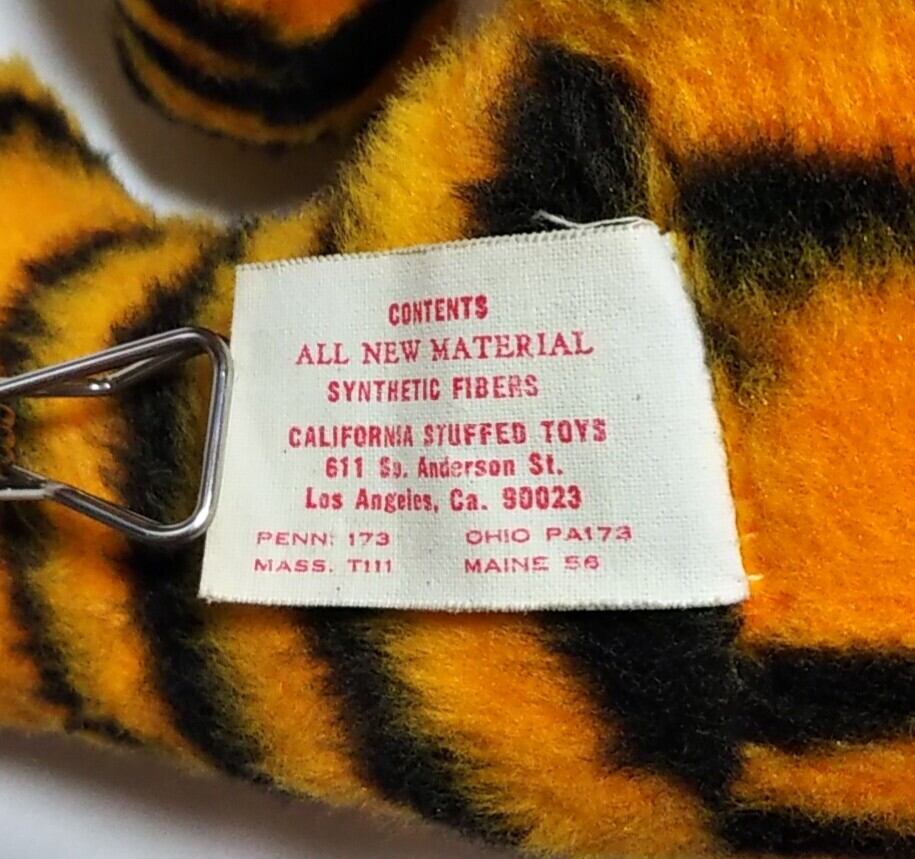 CONTENTS
ALL NEW MATERIAL
SYNTHETIC FIBERS
CALIFORNIA STUFFED TOYS
611 So. Anderson St.
Los Angeles, Ca. 90023
PENN: 173 OHIO PA173
MASS. T111 MAINE 56